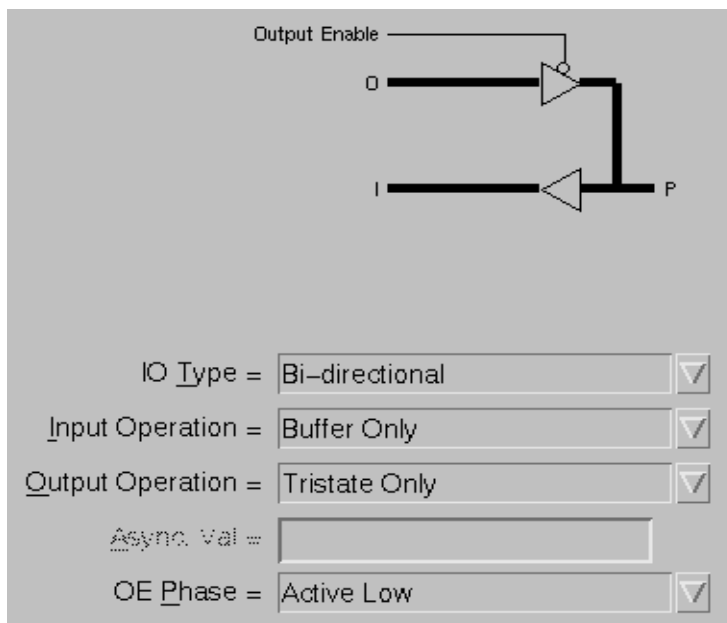 Output Enable
O
I
P
IO Type = Bi-directional
Input Operation = Buffer Only
Output Operation = Tristate Only
Async. Val =
OE Phase = Active Low